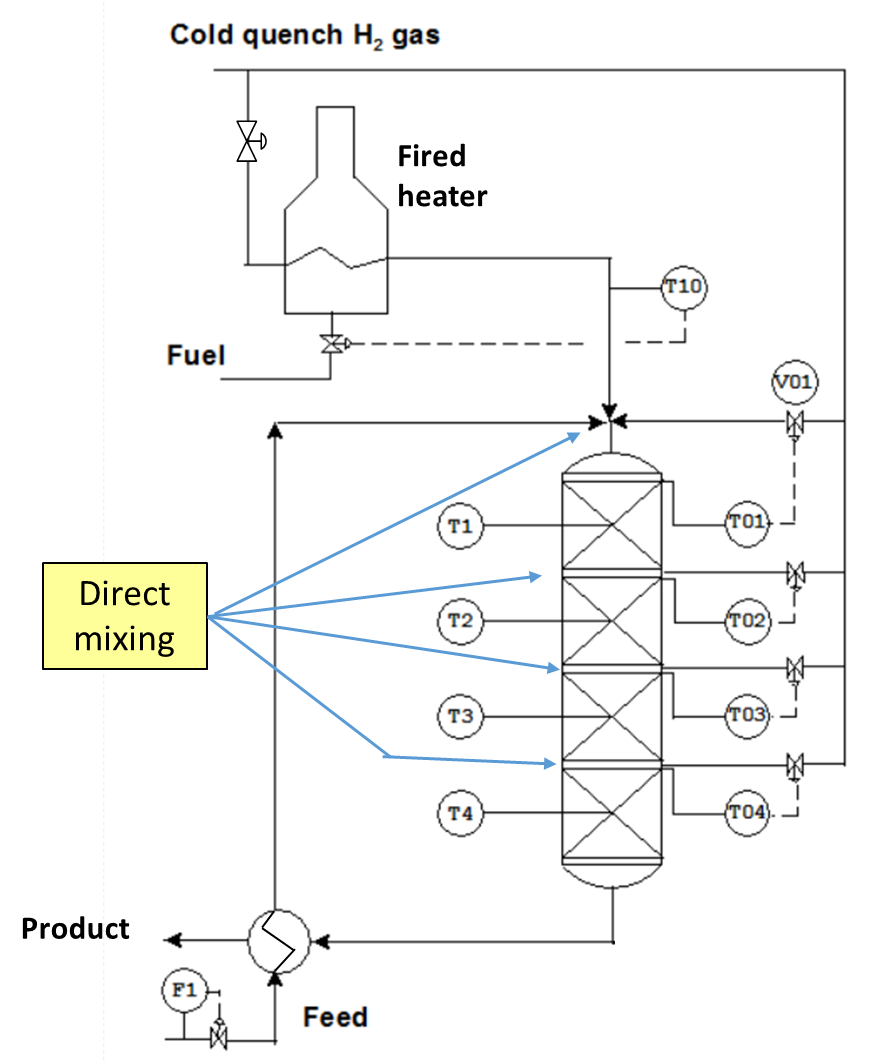 Cold quench H₂ gas
Fired
heater
T10
Fuel
V01
T1
T01
Direct
mixing
T2
T02
T3
T03
T4
T04
Product
F1
Feed